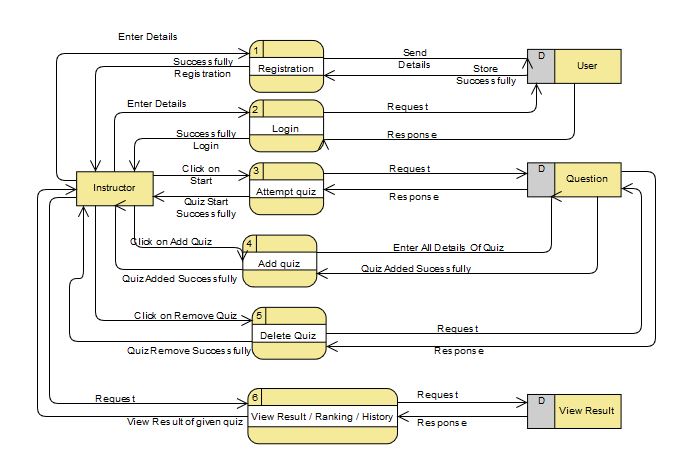 Enter Details
1
Registration
Successfully
Registration
Send
Details
Store
Successfully
D
User
Enter Details
2
Login
Successfully
Login
Request
Response
Instructor
Click on
Start
3
Attempt quiz
Quiz Start
Successfully
Request
Response
D
Question
Click on Add Quiz
4
Add quiz
Quiz Added Successfully
Enter All Details Of Quiz
Quiz Added Sucessfully
Click on Remove Quiz
5
Delete Quiz
Quiz Remove Successfully
Request
Response
Request
6
View Result / Ranking / History
View Result of given quiz
Request
Response
D
View Result